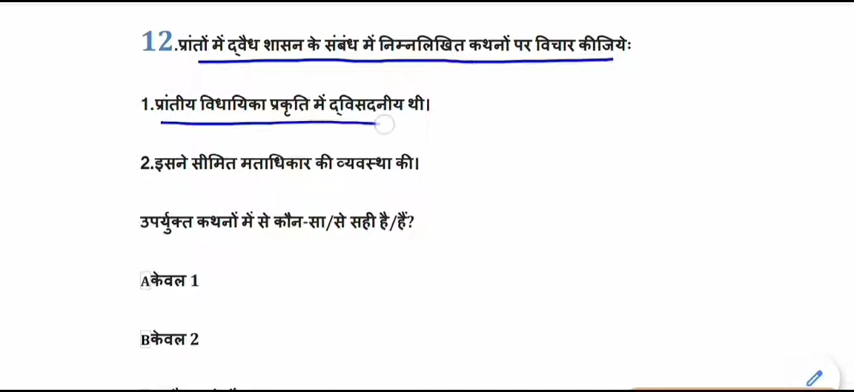 12.प्रांतों में द्वैध शासन के संबंध में निम्नलिखित कथनों पर विचार कीजिये:
1.प्रांतीय विधायिका प्रकृति में द्विसदनीय थी।
2.इसने सीमित मताधिकार की व्यवस्था की।
उपर्युक्त कथनों में से कौन-सा/से सही है/हैं?
Aकेवल 1
Bकेवल 2